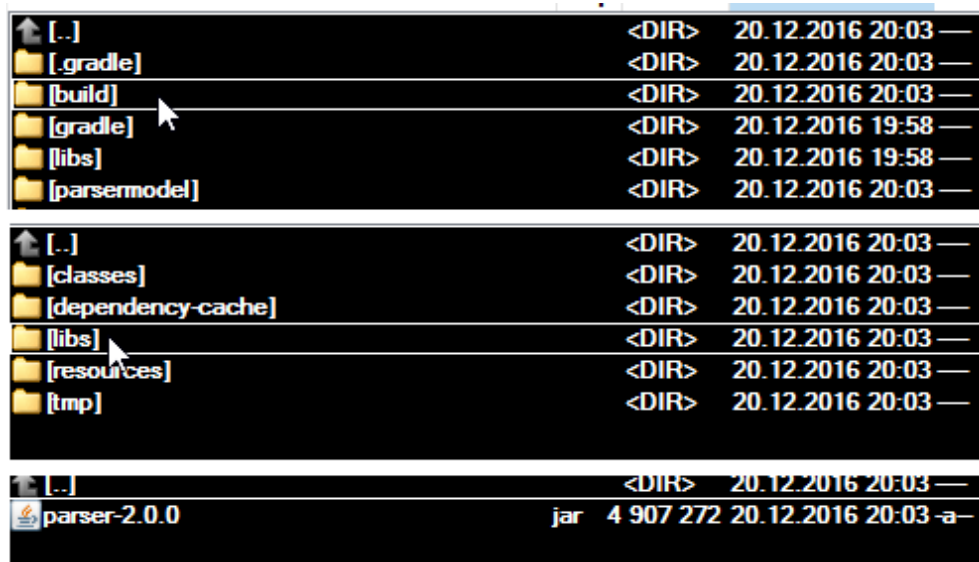 [..] <DIR> 20.12.2016 20:03 ----
[.gradle] <DIR> 20.12.2016 20:03 ----
[build] <DIR> 20.12.2016 20:03 ----
[gradle] <DIR> 20.12.2016 19:58 ----
[libs] <DIR> 20.12.2016 19:58 ----
[parsermodel] <DIR> 20.12.2016 20:03 ----
[..] <DIR> 20.12.2016 20:03 ----
[classes] <DIR> 20.12.2016 20:03 ----
[dependency-cache] <DIR> 20.12.2016 20:03 ----
[libs] <DIR> 20.12.2016 20:03 ----
[resources] <DIR> 20.12.2016 20:03 ----
[tmp] <DIR> 20.12.2016 20:03 ----
[..] <DIR> 20.12.2016 20:03 ----
parser-2.0.0 jar 4 907 272 20.12.2016 20:03 -a--